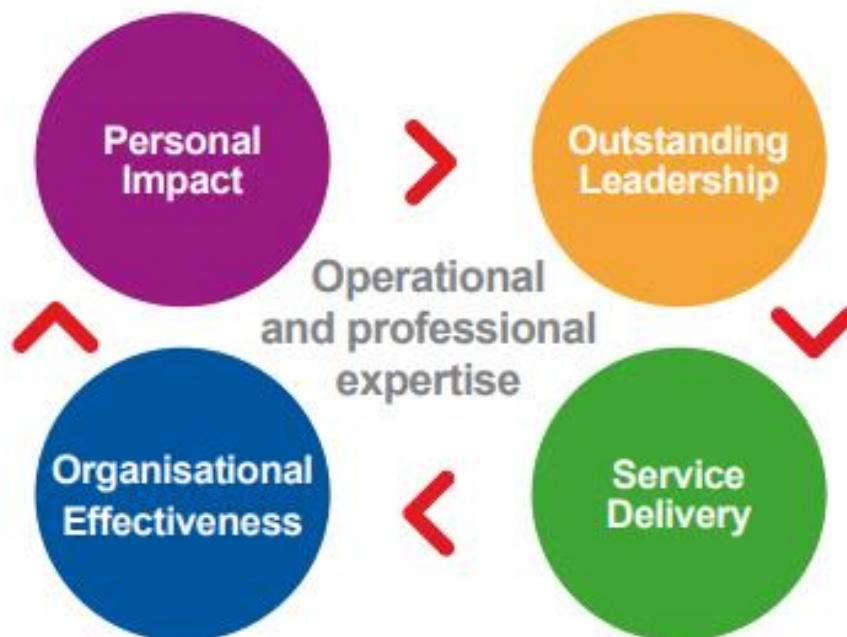 Personal
Impact
Outstanding
Leadership
Operational
and professional
expertise
Organisational
Effectiveness
Service
Delivery